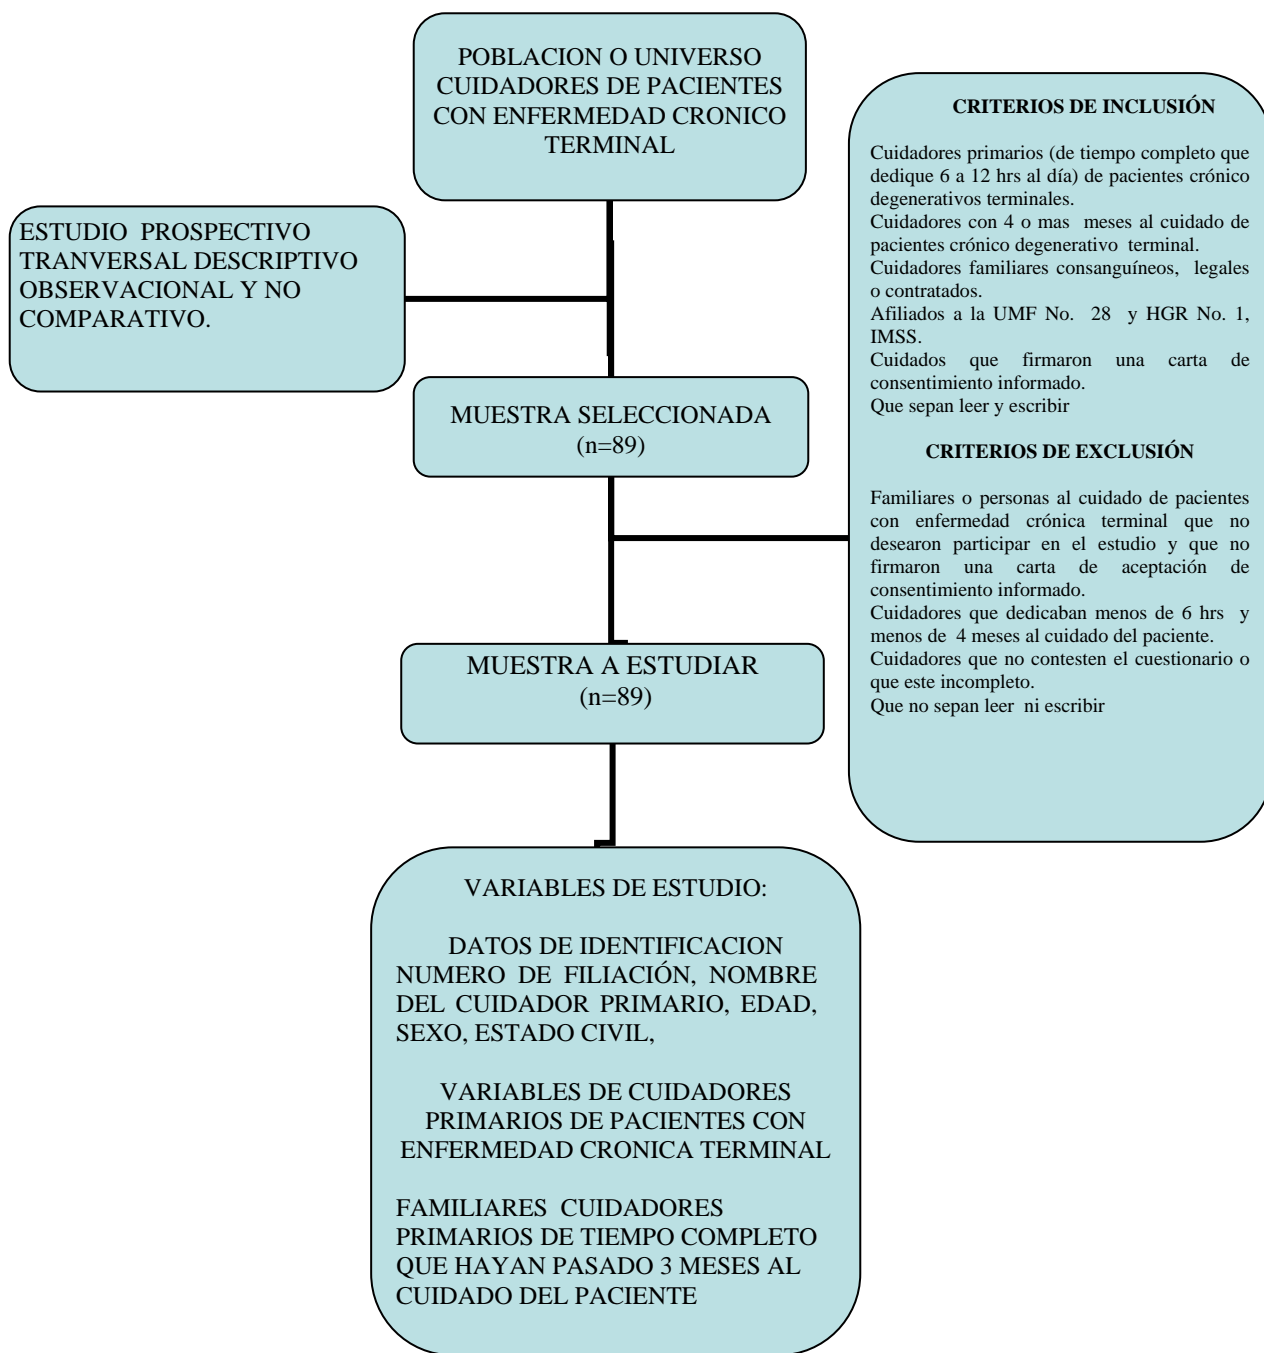 POBLACION O UNIVERSO
CUIDADORES DE PACIENTES
CON ENFERMEDAD CRONICO
TERMINAL
ESTUDIO PROSPECTIVO
TRANVERSAL DESCRIPTIVO
OBSERVACIONAL Y NO
COMPARATIVO.
MUESTRA SELECCIONADA
(n=89)
CRITERIOS DE INCLUSIÓN
Cuidadores primarios (de tiempo completo que
dedique 6 a 12 hrs al día) de pacientes crónico
degenerativos terminales.
Cuidadores con 4 o mas meses al cuidado de
pacientes crónico degenerativo terminal.
Cuidadores familiares consanguíneos, legales
o contratados.
Afiliados a la UMF No. 28 y HGR No. 1,
IMSS.
Cuidados que firmaron una carta de
consentimiento informado.
Que sepan leer y escribir
CRITERIOS DE EXCLUSIÓN
Familiares o personas al cuidado de pacientes
con enfermedad crónica terminal que no
desearon participar en el estudio y que no
firmaron una carta de aceptación de
consentimiento informado.
Cuidadores que dedicaban menos de 6 hrs y
menos de 4 meses al cuidado del paciente.
Cuidadores que no contesten el cuestionario o
que este incompleto.
Que no sepan leer ni escribir
MUESTRA A ESTUDIAR
(n=89)
VARIABLES DE ESTUDIO:
DATOS DE IDENTIFICACION
NUMERO DE FILIACIÓN, NOMBRE
DEL CUIDADOR PRIMARIO, EDAD,
SEXO, ESTADO CIVIL,
VARIABLES DE CUIDADORES
PRIMARIOS DE PACIENTES CON
ENFERMEDAD CRONICA TERMINAL
FAMILIARES CUIDADORES
PRIMARIOS DE TIEMPO COMPLETO
QUE HAYAN PASADO 3 MESES AL
CUIDADO DEL PACIENTE